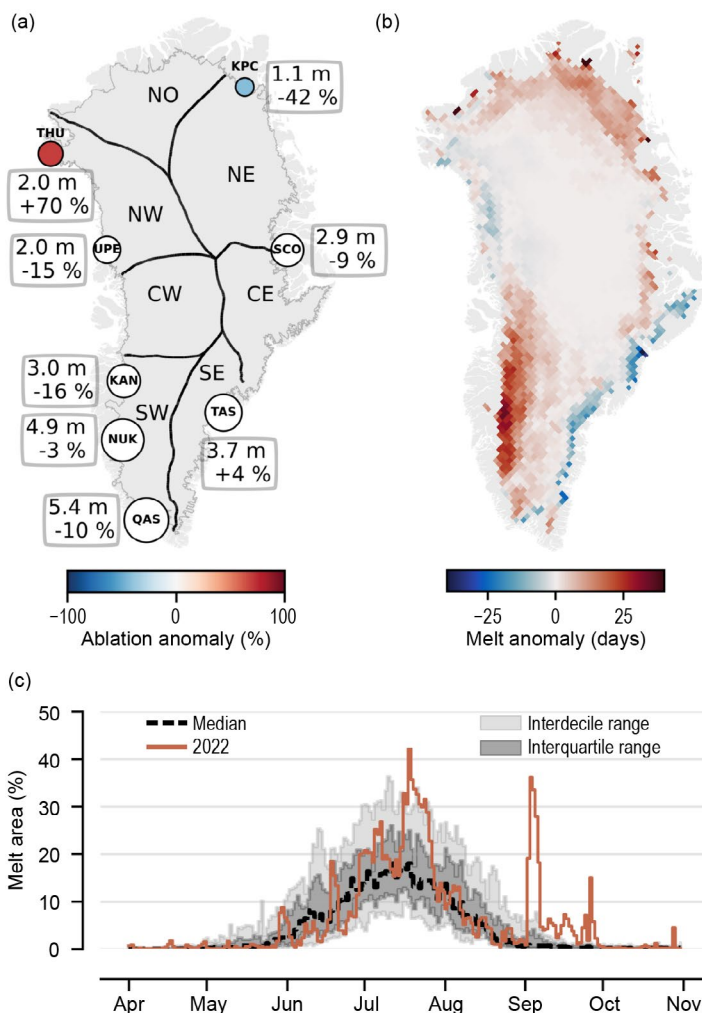 (a)
KPC
1.1 m
-42 %
NO
THU
2.0 m
+70 %
NE
NW
UPE
2.0 m
-15 %
SCO
2.9 m
-9 %
CW
CE
KAN
3.0 m
-16 %
SE
SW
TAS
3.7 m
+4 %
NUK
4.9 m
-3 %
QAS
5.4 m
-10 %
−100 0 100
Ablation anomaly (%)
(b)
−25 0 25
Melt anomaly (days)
(c)
Median
2022
Interdecile range
Interquartile range
Melt area (%)
50
40
30
20
10
0
Apr May Jun Jul Aug Sep Oct Nov